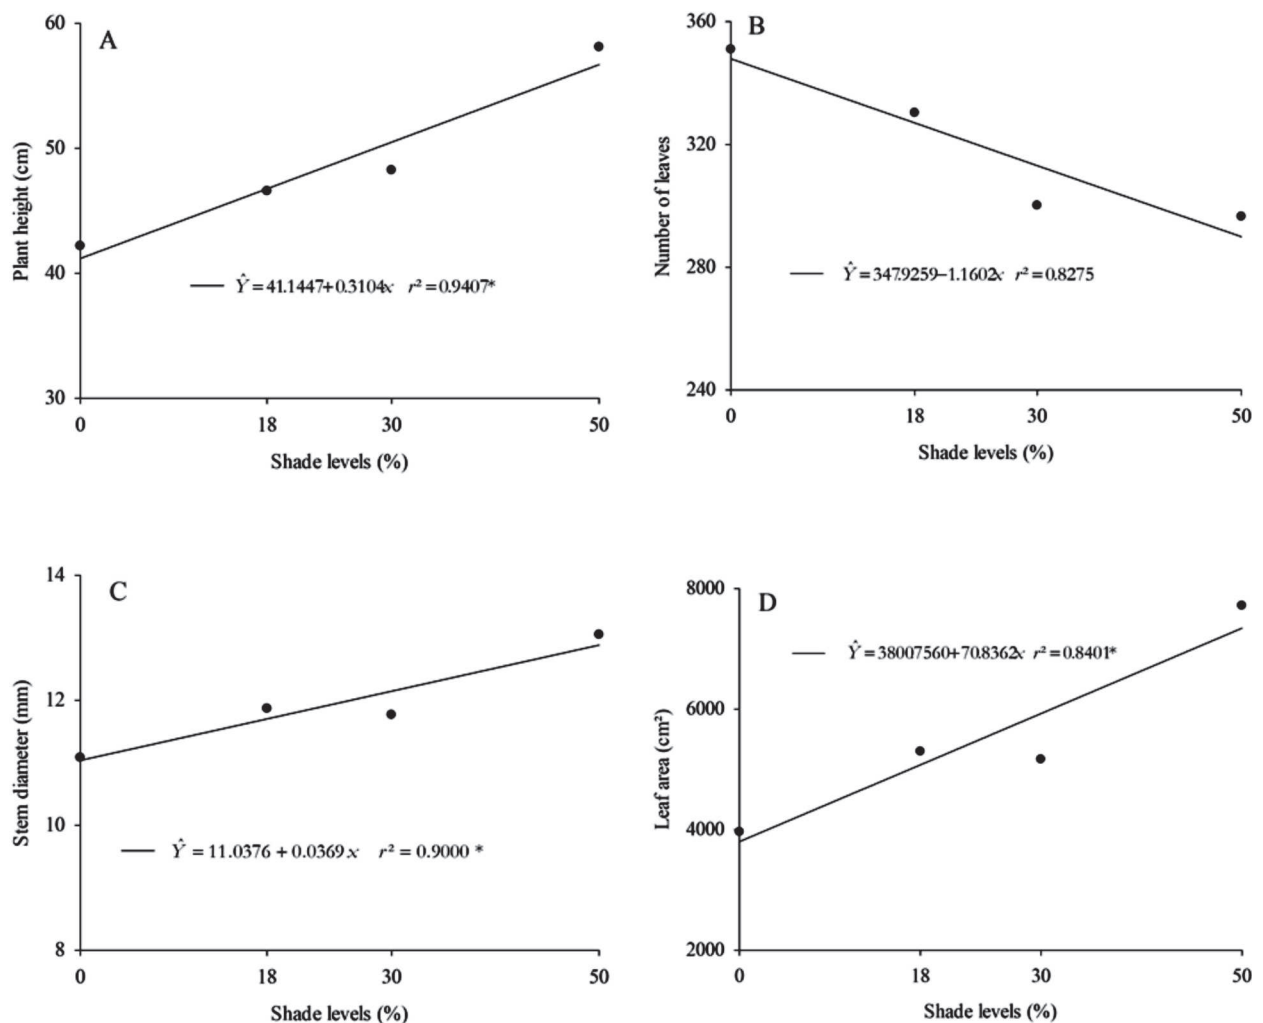 A
60
50
40
30
Plant height (cm)
Ŷ = 41.1447+0.3104x r² = 0.9407*
0 18 30 50
Shade levels (%)
B
360
320
280
240
Number of leaves
Ŷ = 347.9259–1.1602x r² = 0.8275
0 18 30 50
Shade levels (%)
C
14
12
10
8
Stem diameter (mm)
Ŷ = 11.0376 + 0.0369x r² = 0.9000 *
0 18 30 50
Shade levels (%)
D
8000
6000
4000
2000
Leaf area (cm²)
Ŷ = 38007560+70.8362x r² = 0.8401*
0 18 30 50
Shade levels (%)